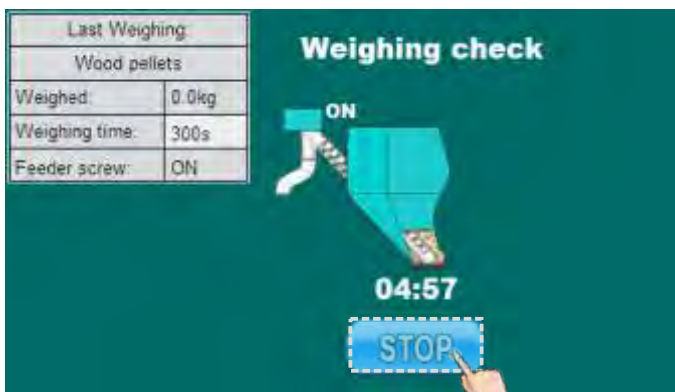 Last Weighing
Wood pellets
Weighed: 0.0kg
Weighing time: 300s
Feeder screw: ON
Weighing check
ON
04:57
STOP